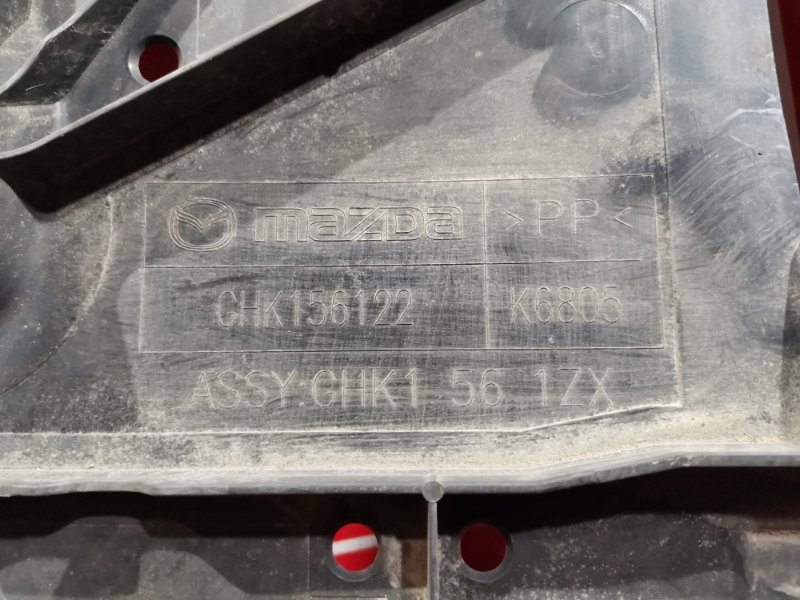 mazda >PP<
CHK156122 K6805
ASSY:CHK1 56 1ZX